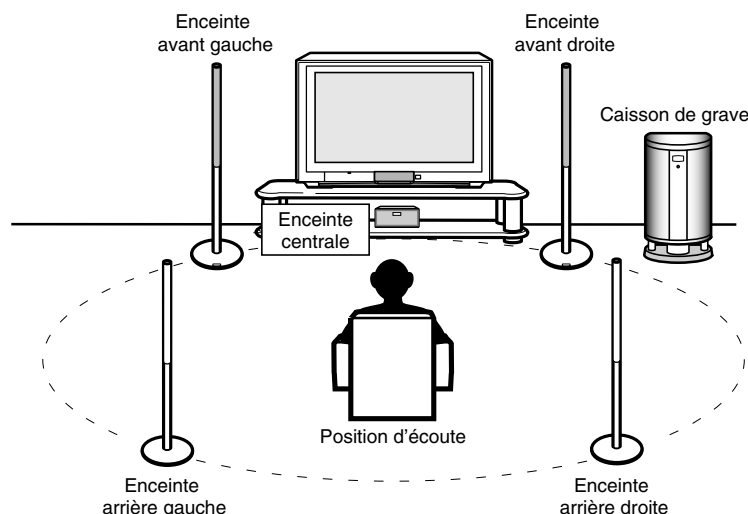 Enceinte
avant gauche
Enceinte
avant droite
Caisson de grave
Enceinte
centrale
Position d'écoute
Enceinte
arrière gauche
Enceinte
arrière droite